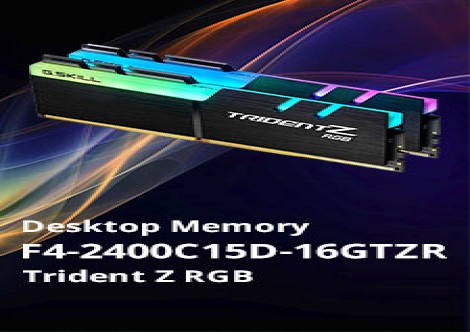 G.SKILL
TRIDENT Z
RGB
Desktop Memory
F4-2400C15D-16GTZR
Trident Z RGB